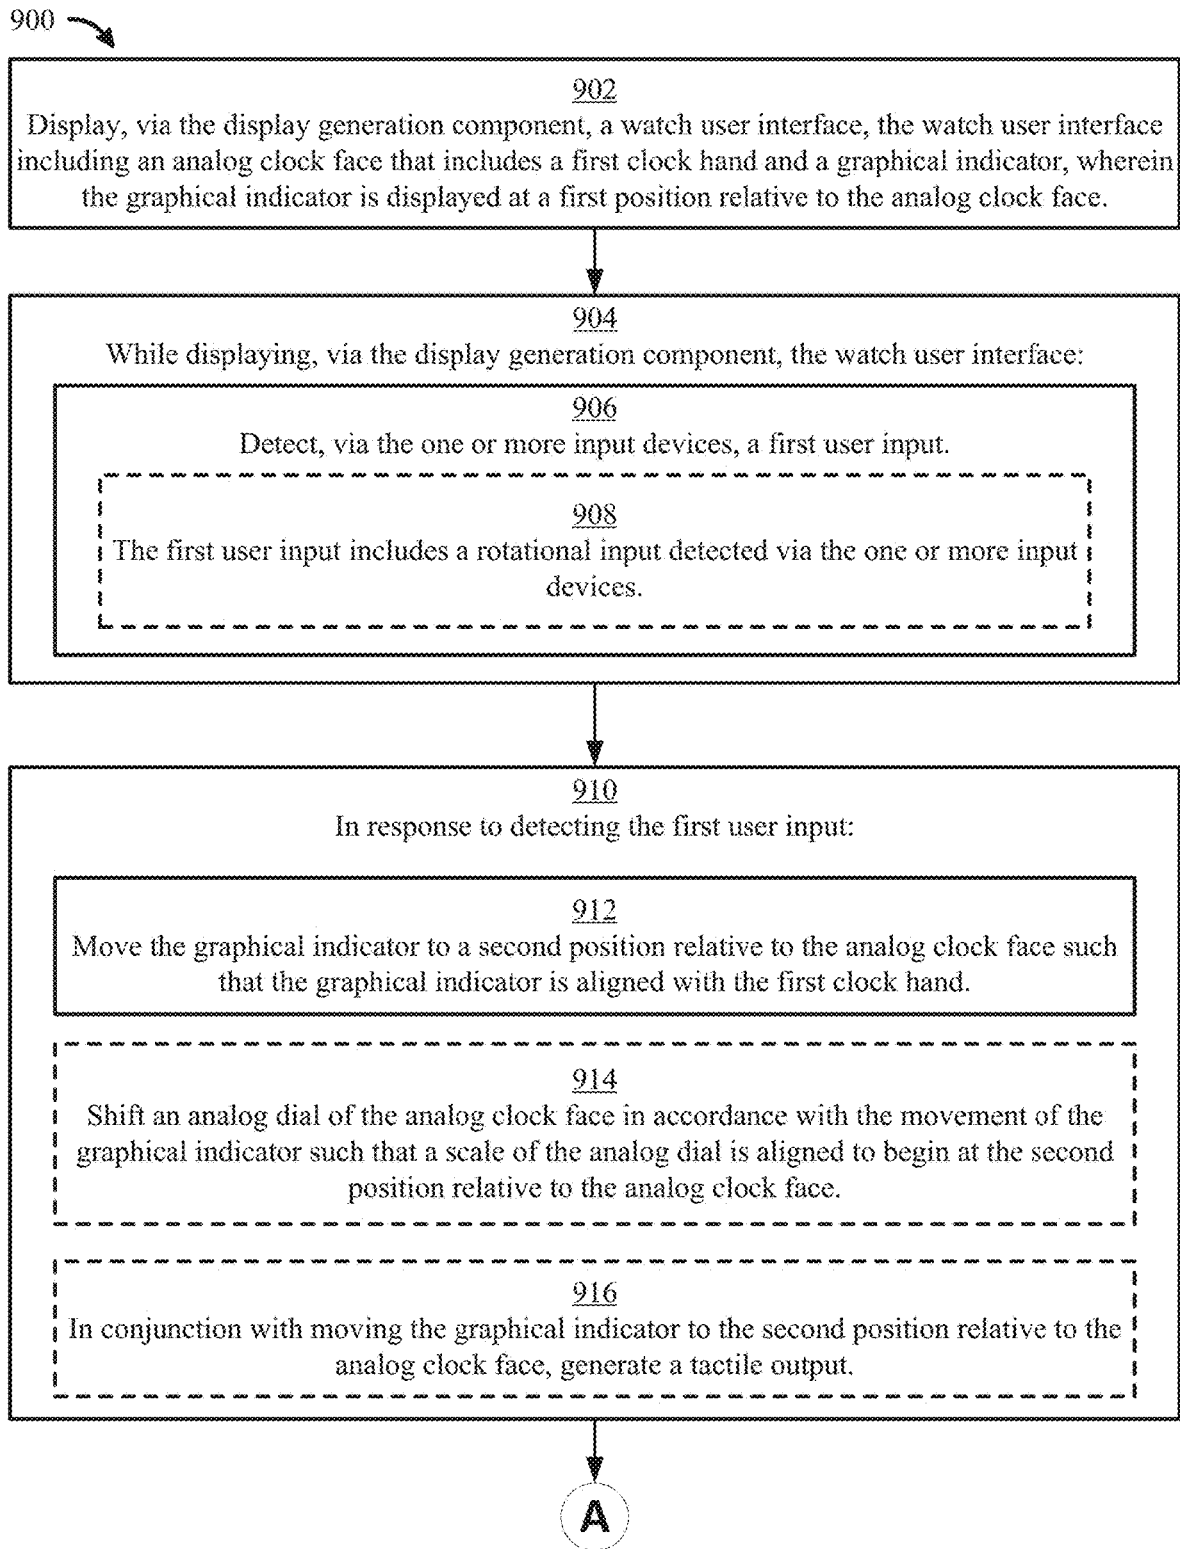 900
902
Display, via the display generation component, a watch user interface, the watch user interface
including an analog clock face that includes a first clock hand and a graphical indicator, wherein
the graphical indicator is displayed at a first position relative to the analog clock face.
904
While displaying, via the display generation component, the watch user interface:
906
Detect, via the one or more input devices, a first user input.
908
The first user input includes a rotational input detected via the one or more input
devices.
910
In response to detecting the first user input:
912
Move the graphical indicator to a second position relative to the analog clock face such
that the graphical indicator is aligned with the first clock hand.
914
Shift an analog dial of the analog clock face in accordance with the movement of the
graphical indicator such that a scale of the analog dial is aligned to begin at the second
position relative to the analog clock face.
916
In conjunction with moving the graphical indicator to the second position relative to the
analog clock face, generate a tactile output.
A